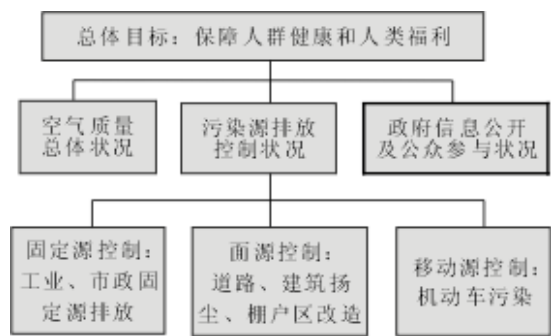 总体目标：保障人群健康和人类福利
空气质量
总体状况
污染源排放
控制状况
政府信息公开
及公众参与状况
固定源控制：
工业、市政固
定源排放
面源控制：
道路、建筑扬
尘、棚户区改造
移动源控制：
机动车污染